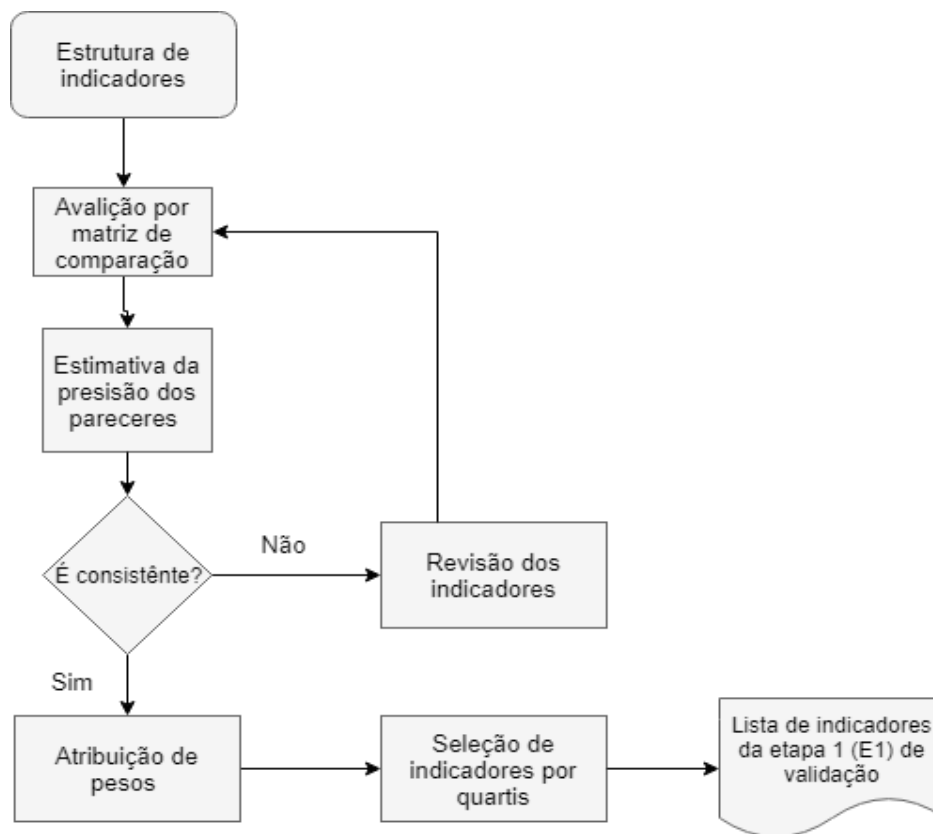 Estrutura de
indicadores
Avalição por
matriz de
comparação
Estimativa da
presisão dos
pareceres
É consistênte?
Não
Revisão dos
indicadores
Sim
Atribuição de
pesos
Seleção de
indicadores por
quartis
Lista de indicadores
da etapa 1 (E1) de
validação